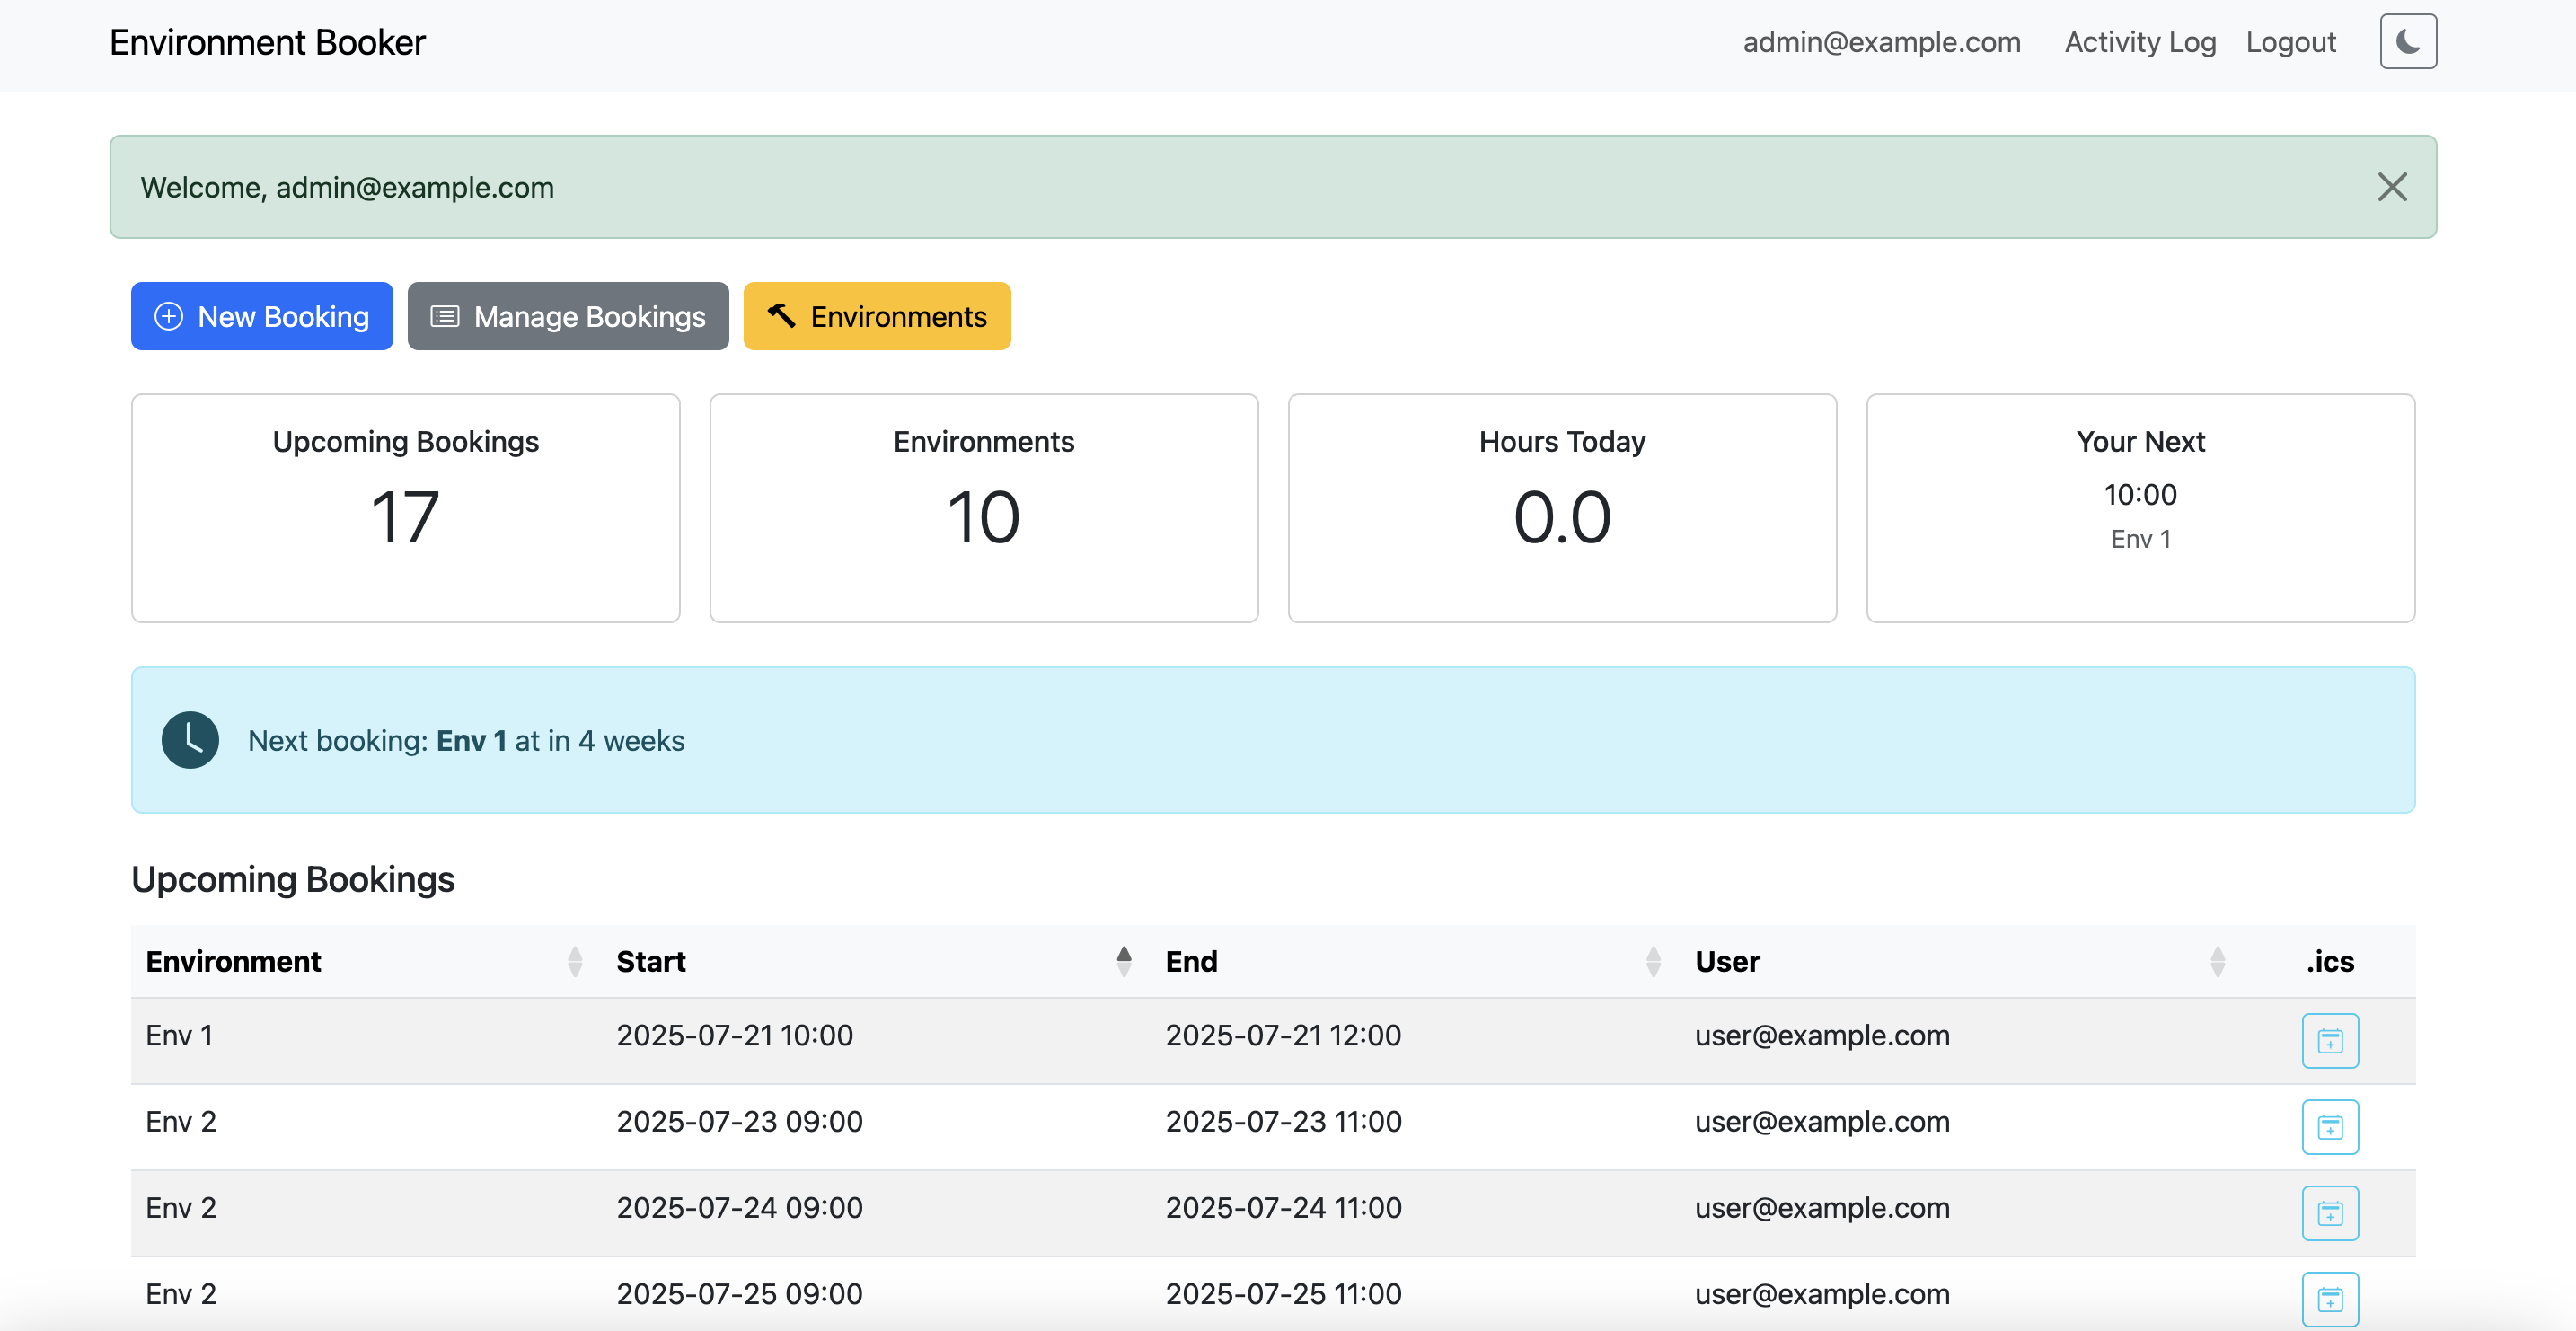 Environment Booker
admin@example.com Activity Log Logout
Welcome, admin@example.com
New Booking Manage Bookings Environments
Upcoming Bookings
17
Environments
10
Hours Today
0.0
Your Next
10:00
Env 1
Next booking: Env 1 at in 4 weeks
Upcoming Bookings
Environment Start End User .ics
Env 1 2025-07-21 10:00 2025-07-21 12:00 user@example.com
Env 2 2025-07-23 09:00 2025-07-23 11:00 user@example.com
Env 2 2025-07-24 09:00 2025-07-24 11:00 user@example.com
Env 2 2025-07-25 09:00 2025-07-25 11:00 user@example.com